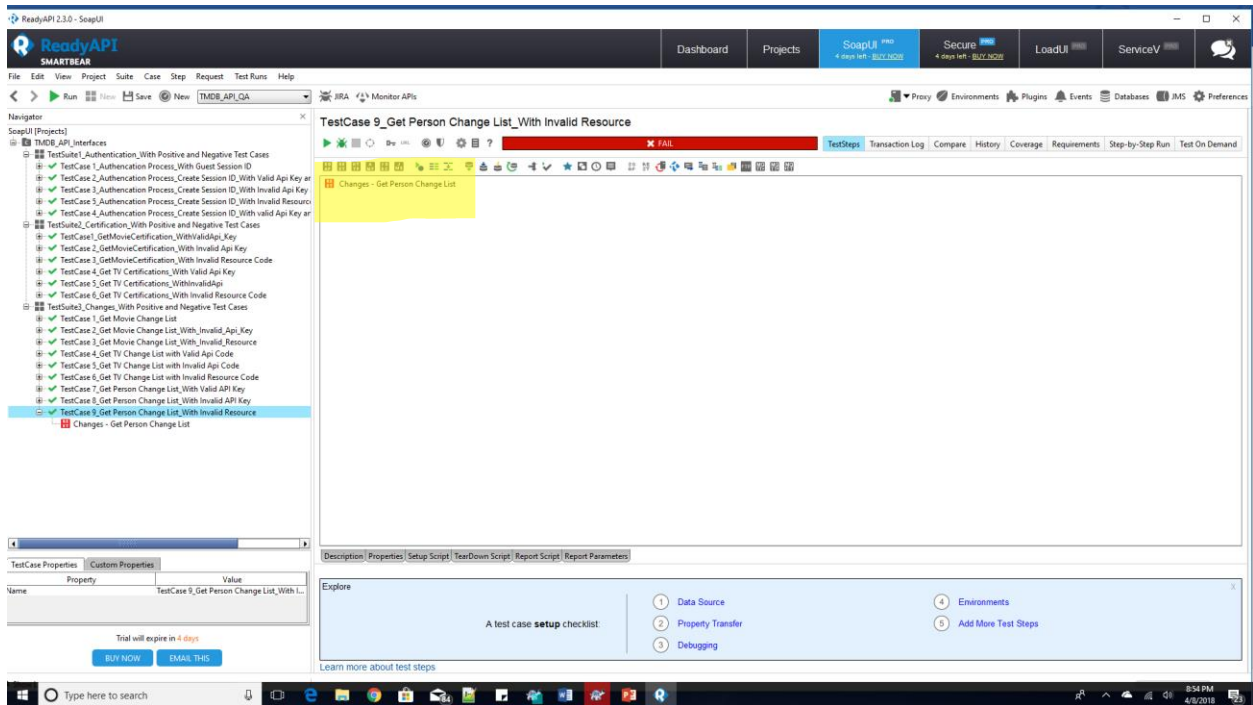 ReadyAPI 2.3.0 - SoapUI
ReadyAPI
SMARTBEAR
Dashboard
Projects
SoapUI PRO
4 days left - BUY NOW
Secure PRO
4 days left - BUY NOW
LoadUI
ServiceV
File Edit View Project Suite Case Step Request Test Runs Help
Run New Save New TMDB_API_QA JIRA Monitor APIs Proxy Environments Plugins Events Databases JMS Preferences
Navigator
SoapUI [Projects]
TMDB_API_Interfaces
TestSuite1_Authentication_With Positive and Negative Test Cases
TestCase 1_Authencation Process_With Guest Session ID
TestCase 2_Authencation Process_Create Session ID_With Valid Api Key ar
TestCase 3_Authencation Process_Create Session ID_With Invalid Api Key
TestCase 5_Authencation Process_Create Session ID_With Invalid Resourc
TestCase 4_Authencation Process_Create Session ID_With valid Api Key ar
TestSuite2_Certification_With Positive and Negative Test Cases
TestCase1_GetMovieCertification_WithValidApi_Key
TestCase 2_GetMovieCertification_With Invalid Api Key
TestCase 3_GetMovieCertification_With Invalid Resource Code
TestCase 4_Get TV Certifications_With Valid Api Key
TestCase 5_Get TV Certifications_WithInvalidApi
TestCase 6_Get TV Certifications_With Invalid Resource Code
TestSuite3_Changes_With Positive and Negative Test Cases
TestCase 1_Get Movie Change List
TestCase 2_Get Movie Change List_With_Invalid_Api_Key
TestCase 3_Get Movie Change List_With_Invalid_Resource
TestCase 4_Get TV Change List with Valid Api Code
TestCase 5_Get TV Change List with Invalid Api Code
TestCase 6_Get TV Change List with Invalid Resource Code
TestCase 7_Get Person Change List_With Valid API Key
TestCase 8_Get Person Change List_With Invalid API Key
TestCase 9_Get Person Change List_With Invalid Resource
Changes - Get Person Change List
TestCase 9_Get Person Change List_With Invalid Resource
FAIL
TestSteps Transaction Log Compare History Coverage Requirements Step-by-Step Run Test On Demand
Changes - Get Person Change List
Description Properties Setup Script TearDown Script Report Script Report Parameters
TestCase Properties Custom Properties
Property Value
Name TestCase 9_Get Person Change List_With I...
Trial will expire in 4 days
BUY NOW EMAIL THIS
Explore
A test case setup checklist
1 Data Source
2 Property Transfer
3 Debugging
4 Environments
5 Add More Test Steps
Learn more about test steps
Type here to search
8:54 PM
4/8/2018